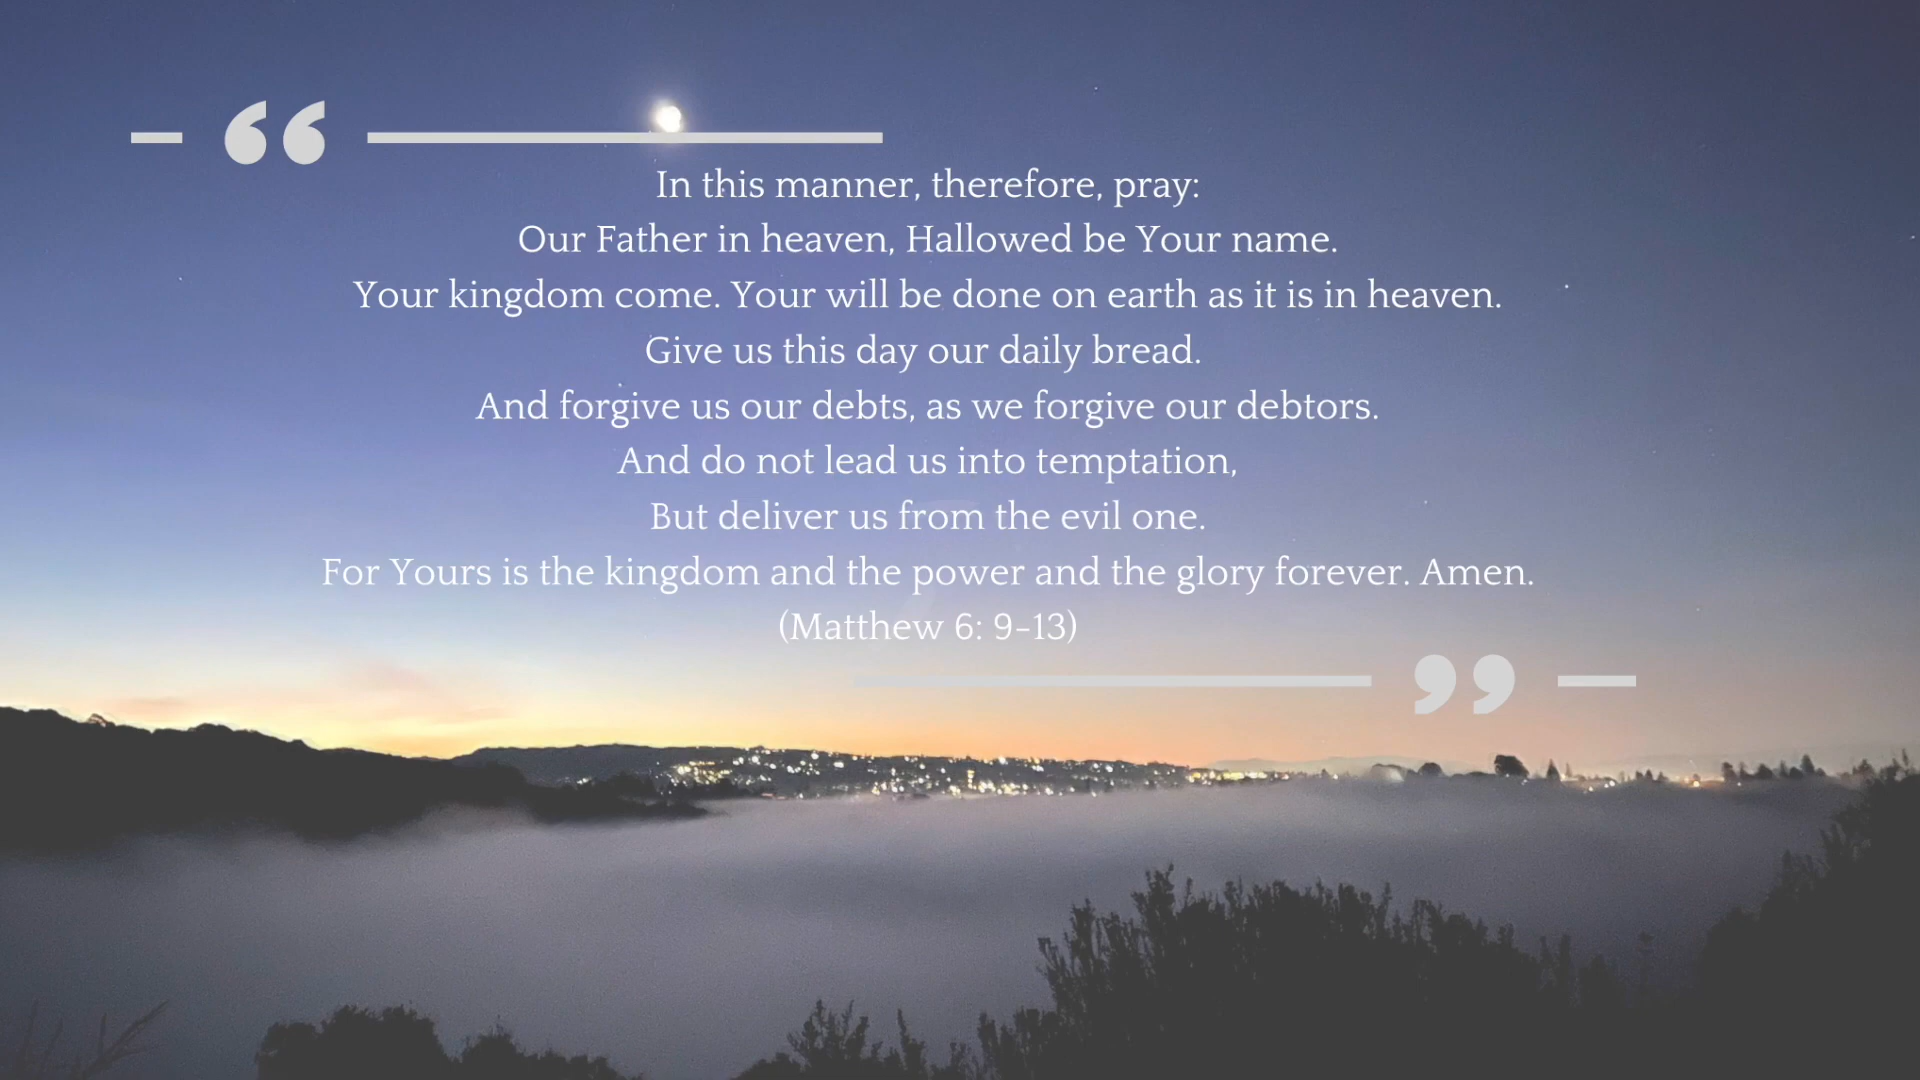 “
In this manner, therefore, pray:
Our Father in heaven, Hallowed be Your name.
Your kingdom come. Your will be done on earth as it is in heaven.
Give us this day our daily bread.
And forgive us our debts, as we forgive our debtors.
And do not lead us into temptation,
But deliver us from the evil one.
For Yours is the kingdom and the power and the glory forever. Amen.
(Matthew 6: 9-13)
”